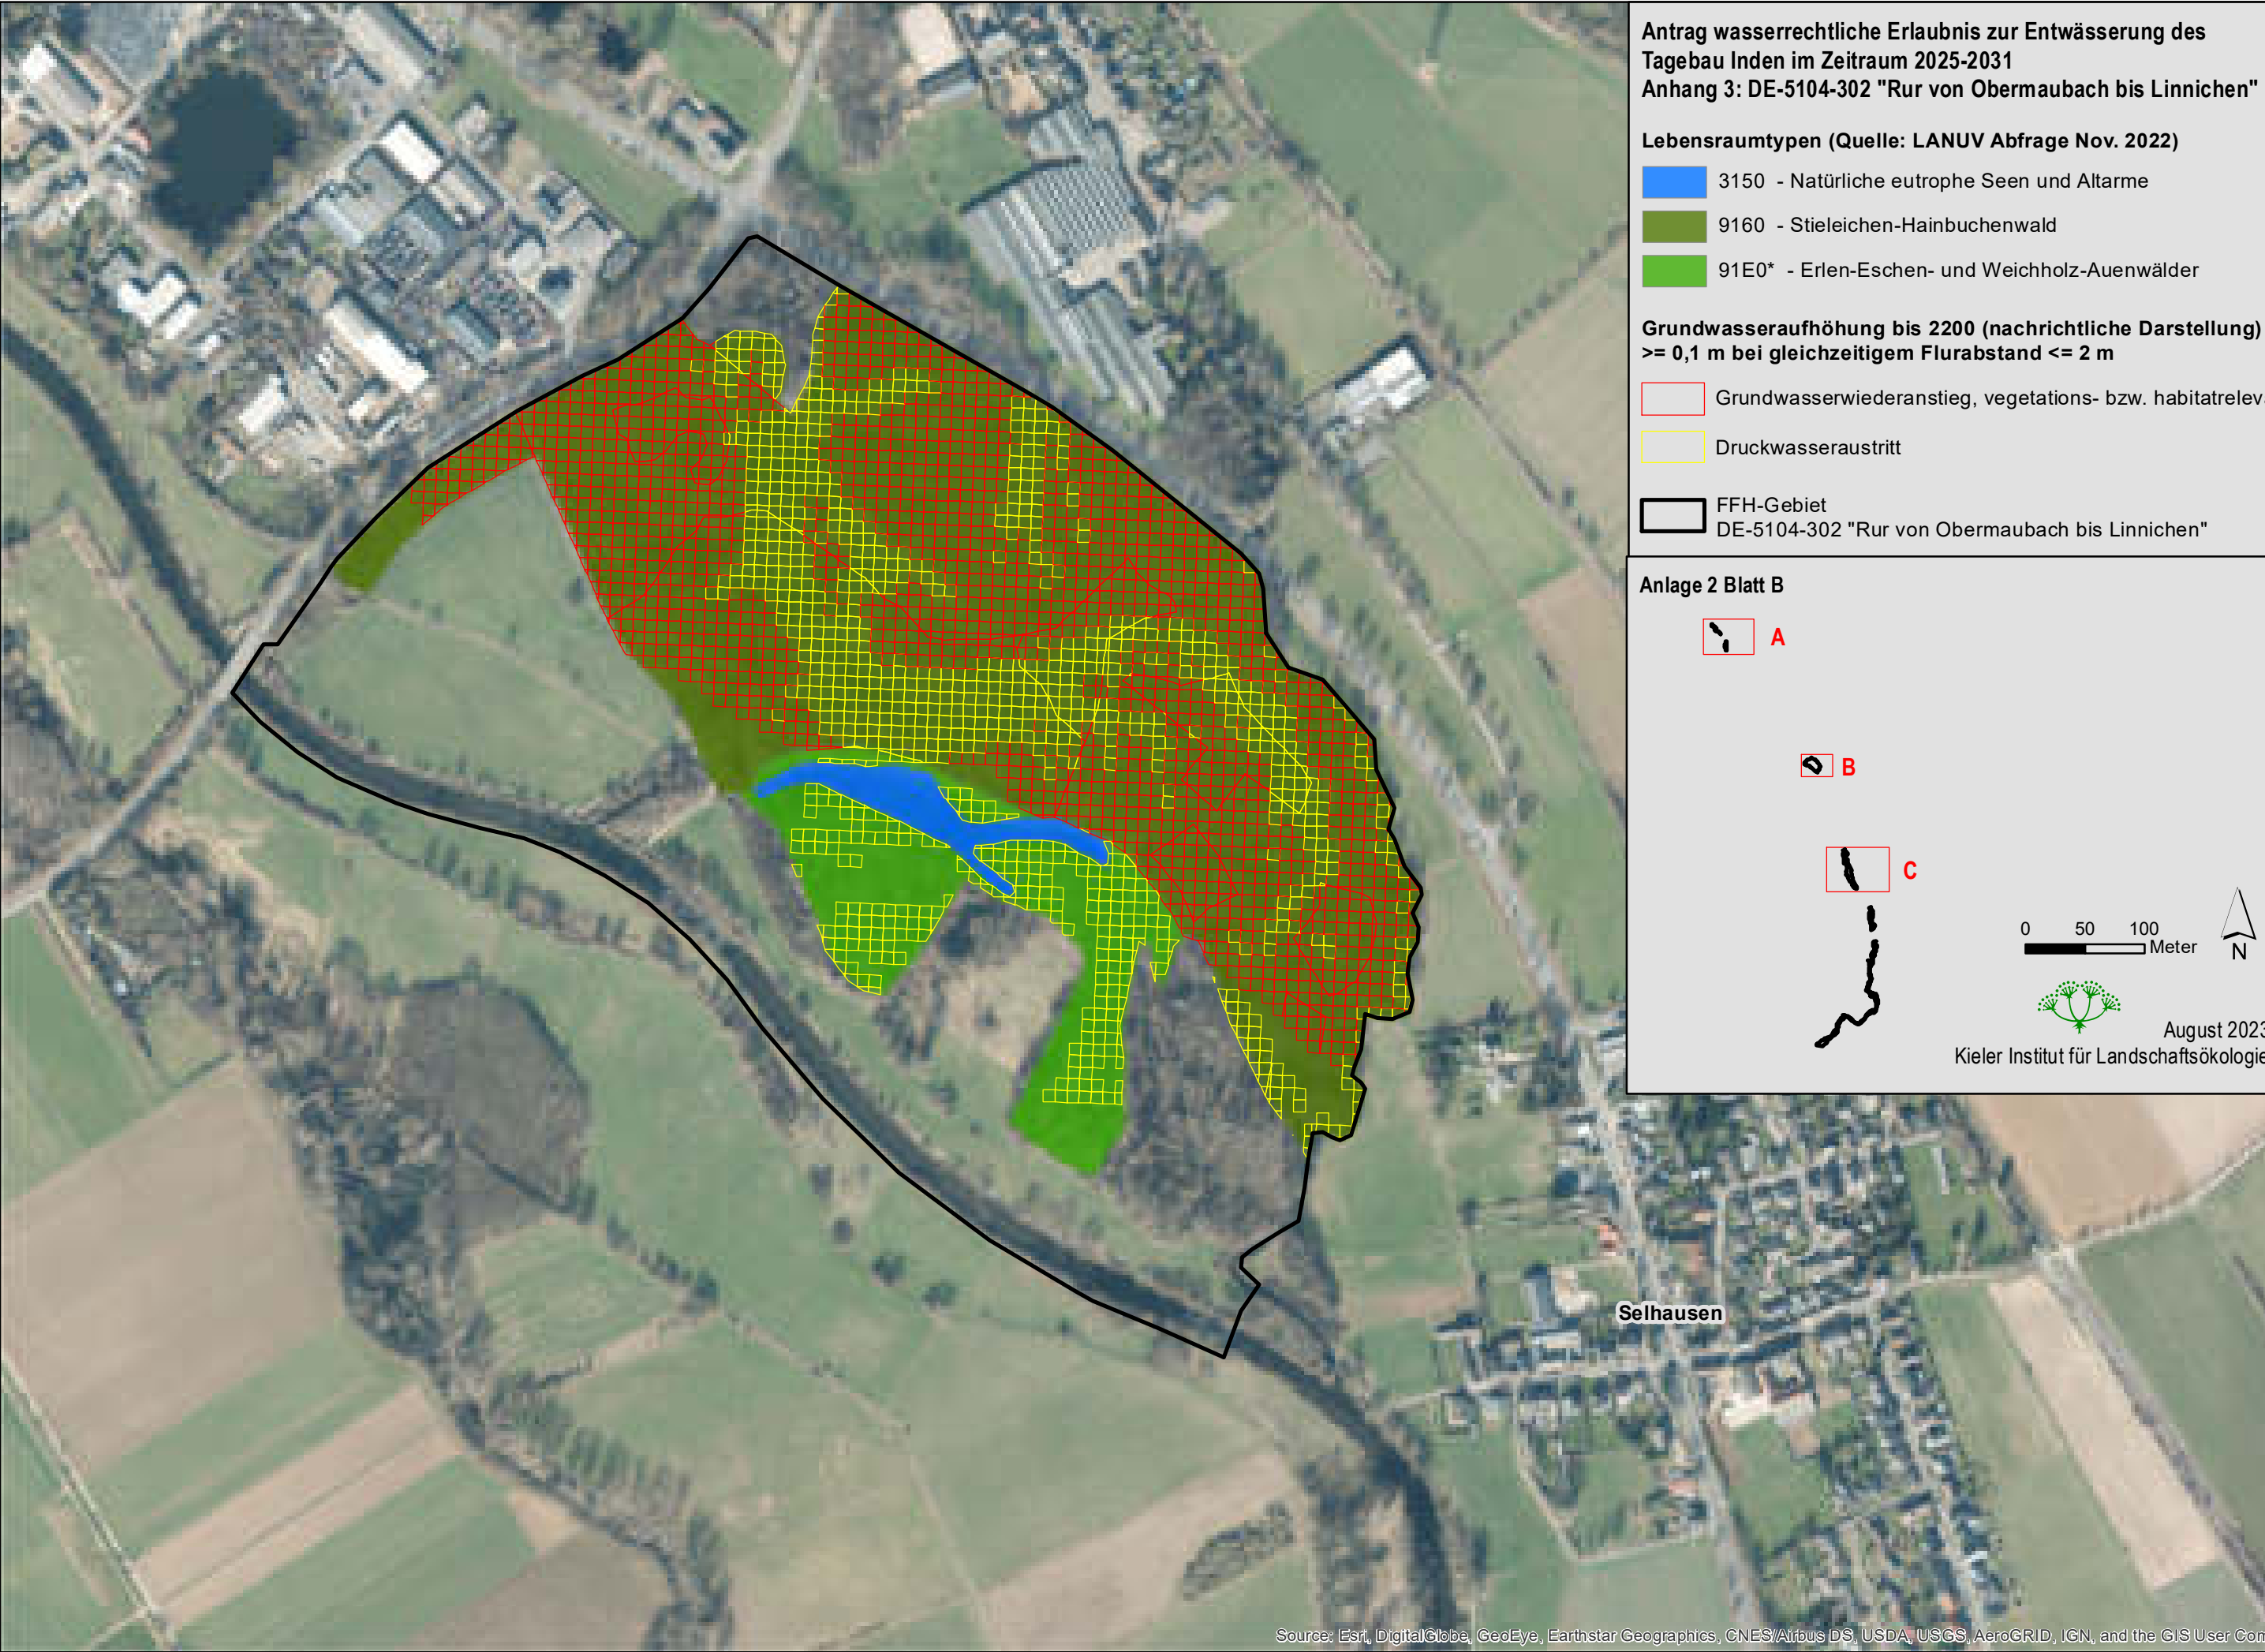 Antrag wasserrechtliche Erlaubnis zur Entwässerung des
Tagebau Inden im Zeitraum 2025-2031
Anhang 3: DE-5104-302 "Rur von Obermaubach bis Linnichen"
Lebensraumtypen (Quelle: LANUV Abfrage Nov. 2022)
3150 - Natürliche eutrophe Seen und Altarme
9160 - Stieleichen-Hainbuchenwald
91E0* - Erlen-Eschen- und Weichholz-Auenwälder
Grundwasseraufhöhung bis 2200 (nachrichtliche Darstellung)
>= 0,1 m bei gleichzeitigem Flurabstand <= 2 m
Grundwasserwiederanstieg, vegetations- bzw. habitatreleva
Druckwasseraustritt
FFH-Gebiet
DE-5104-302 "Rur von Obermaubach bis Linnichen"
Anlage 2 Blatt B
A
B
C
0 50 100
Meter
N
August 2023
Kieler Institut für Landschaftsökologie
Selhausen
Source: Esri, DigitalGlobe, GeoEye, Earthstar Geographics, CNES/Airbus DS, USDA, USGS, AeroGRID, IGN, and the GIS User Com